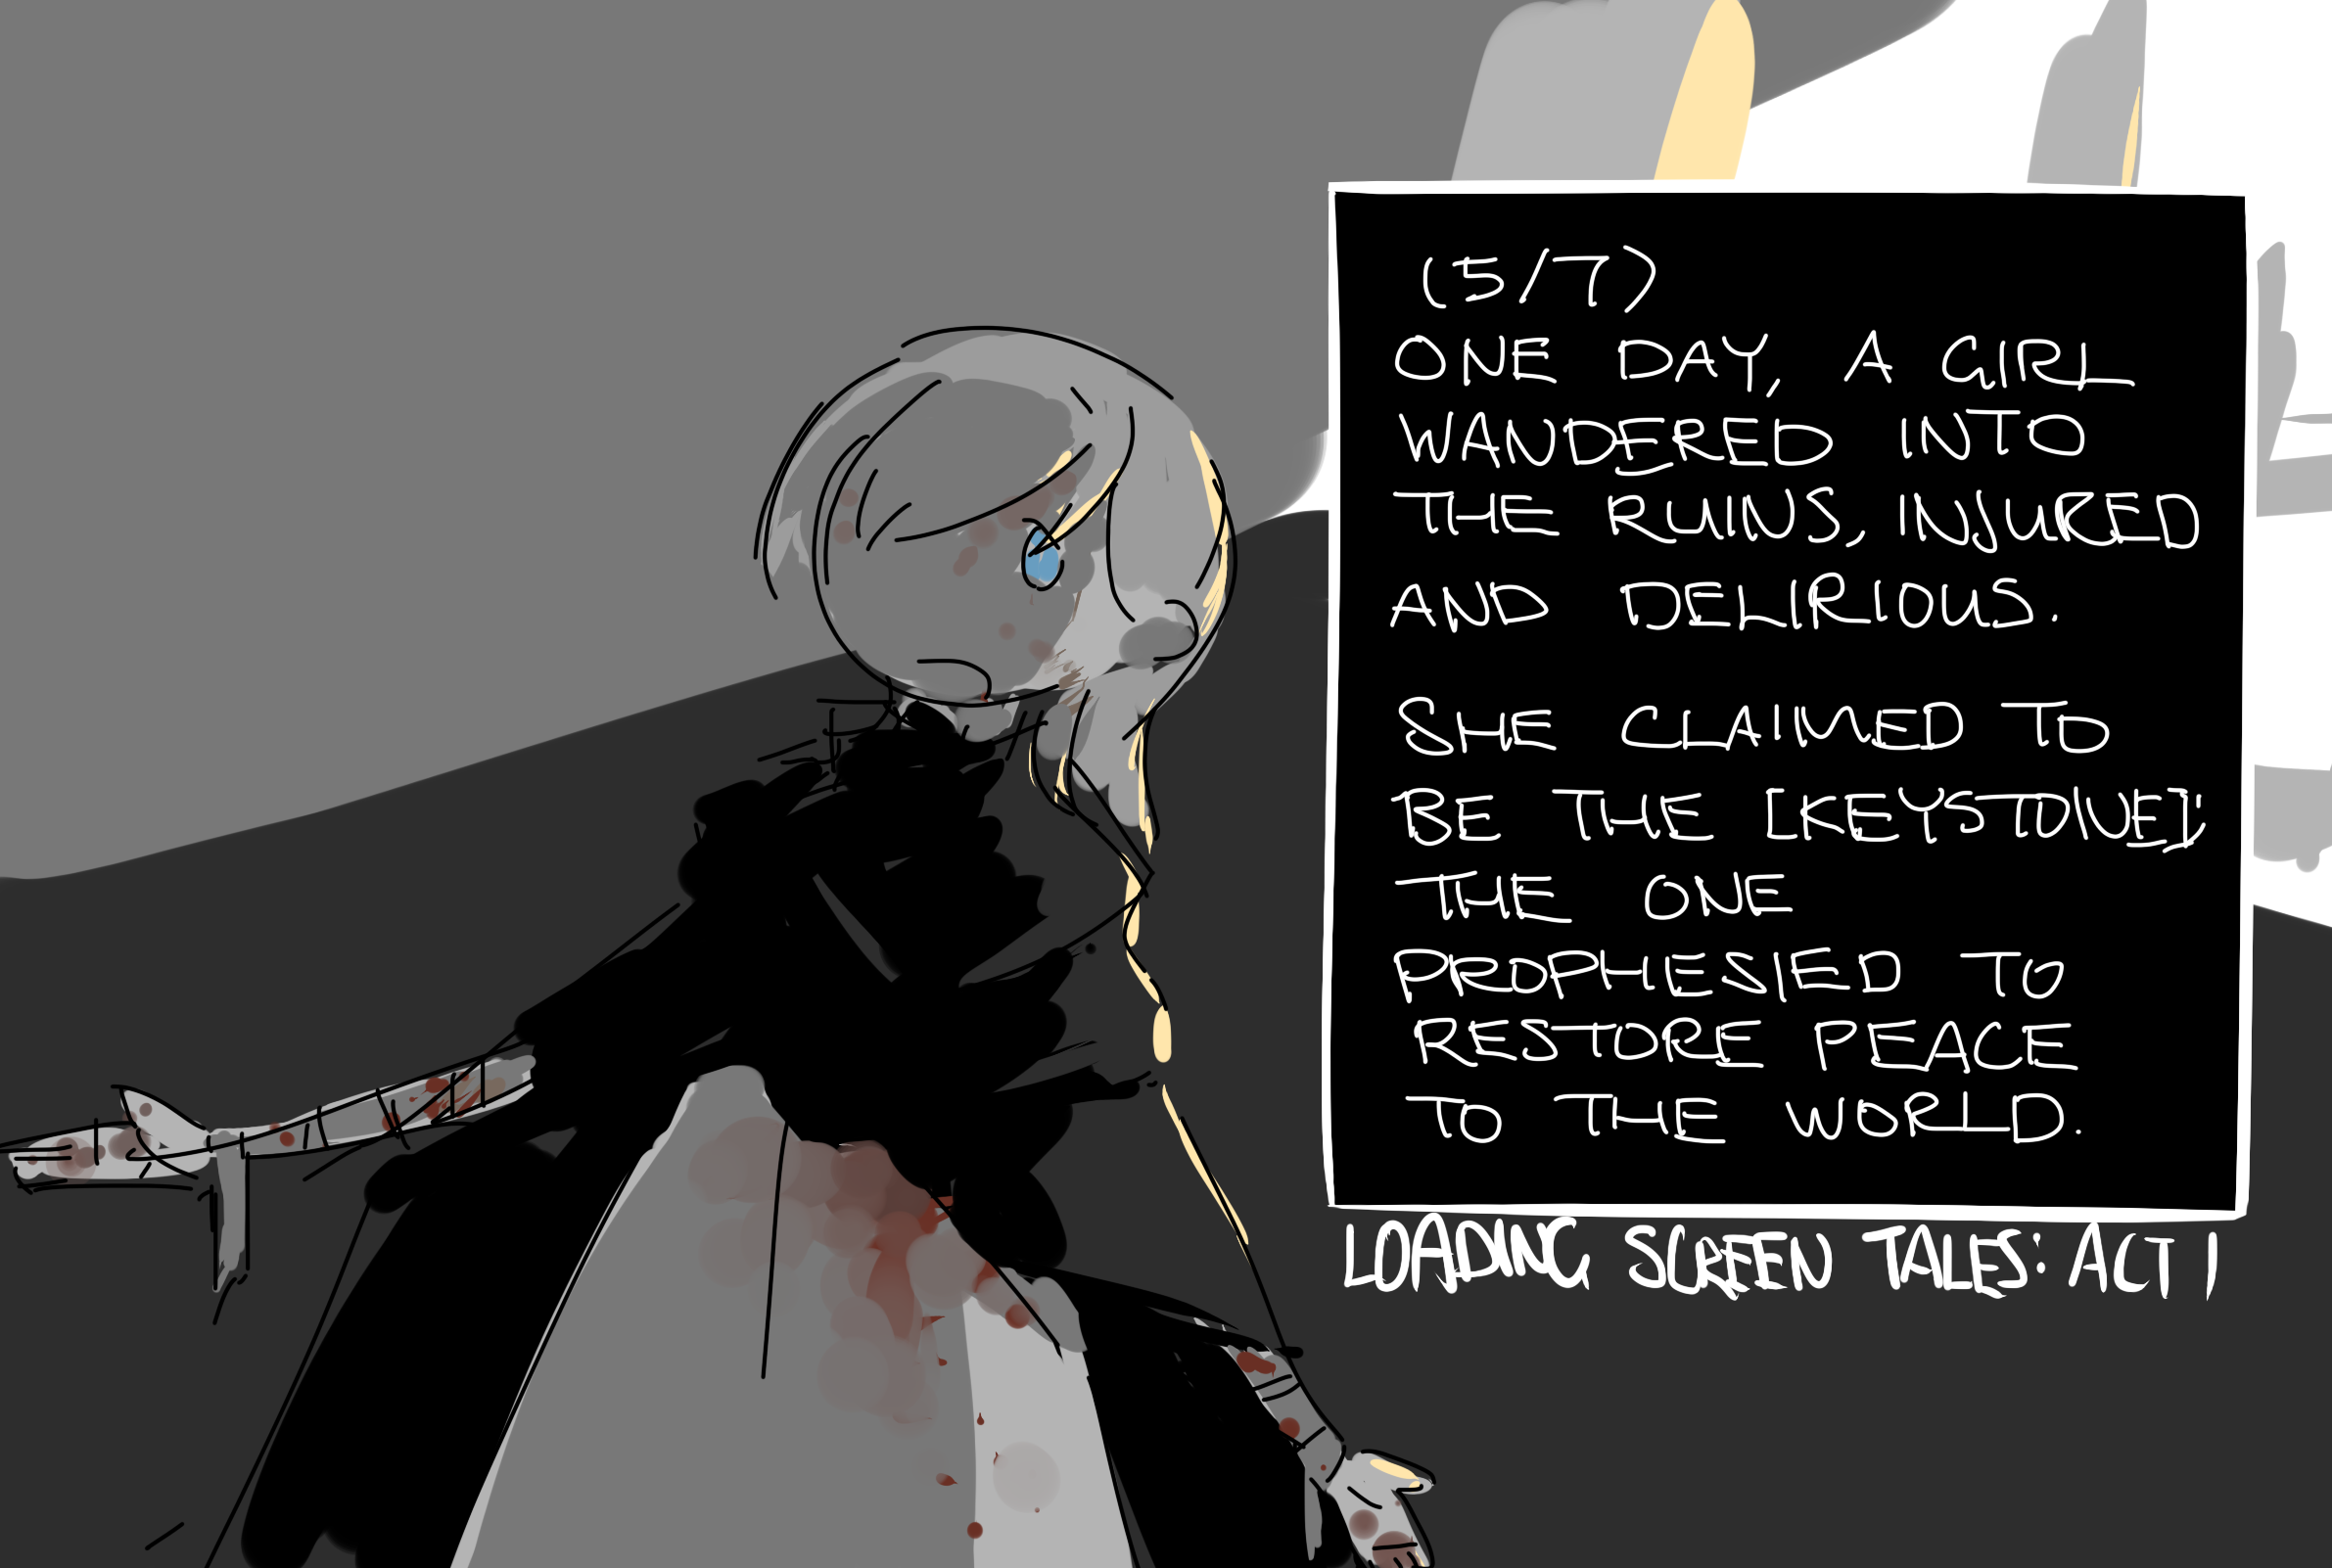 (5/7)
ONE DAY, A GIRL
WANDERED INTO
THE RUINS, INJURED
AND DELIRIOUS.
SHE CLAIMED TO
BE THE [KEYSTONE],
THE ONE
PROPHESIED TO
RESTORE PEACE
TO THE WORLD.
LOADING SCREEN TALES: ACT 1